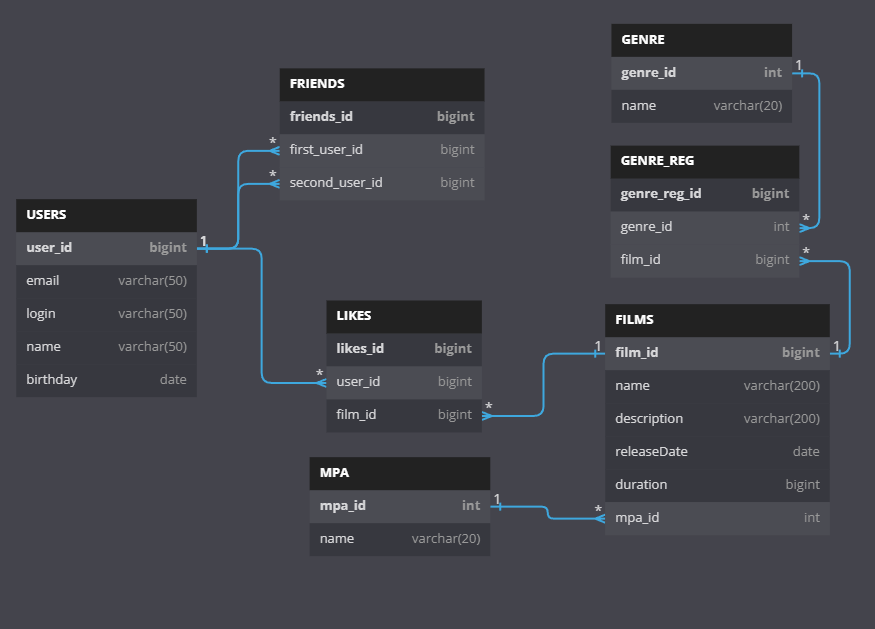 GENRE
genre_id int
name varchar(20)
1
FRIENDS
friends_id bigint
* first_user_id bigint
* second_user_id bigint
GENRE_REG
genre_reg_id bigint
genre_id int *
film_id bigint *
USERS
user_id bigint 1
email varchar(50)
login varchar(50)
name varchar(50)
birthday date
LIKES
likes_id bigint
* user_id bigint
film_id bigint *
FILMS
1 film_id bigint 1
name varchar(200)
description varchar(200)
releaseDate date
duration bigint
* mpa_id int
MPA
mpa_id int 1
name varchar(20)